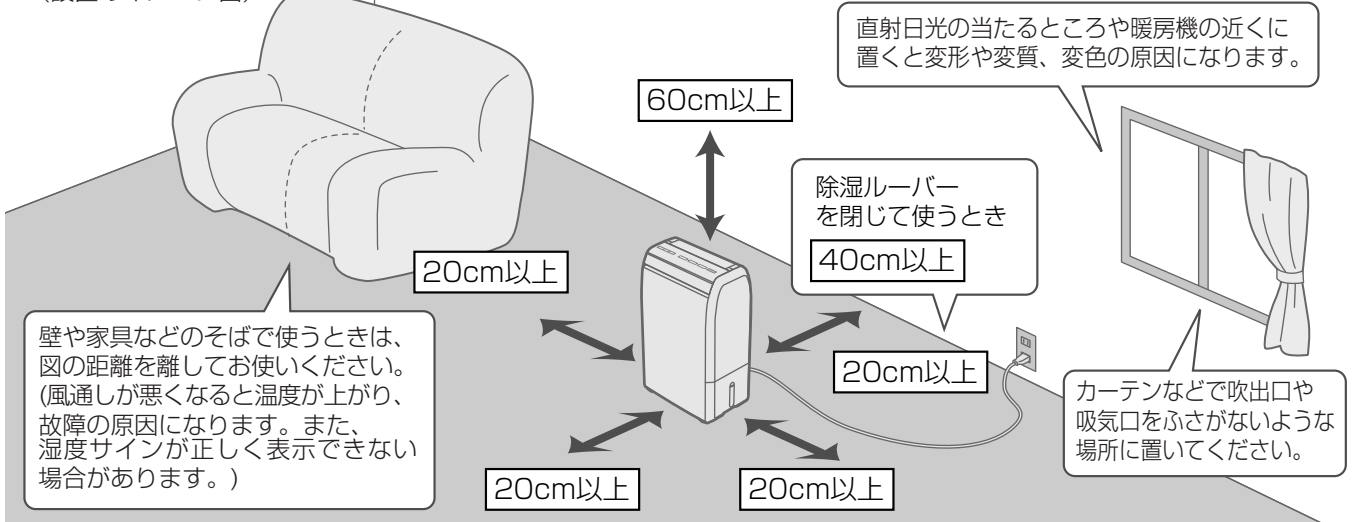 直射日光の当たるところや暖房機の近くに
置くと変形や変質、変色の原因になります。
60cm以上
除湿ルーバー
を閉じて使うとき
40cm以上
20cm以上
壁や家具などのそばで使うときは、
図の距離を離してお使いください。
(風通しが悪くなると温度が上がり、
故障の原因になります。また、
湿度サインが正しく表示できない
場合があります。)
20cm以上
カーテンなどで吹出口や
吸気口をふさがないような
場所に置いてください。
20cm以上
20cm以上